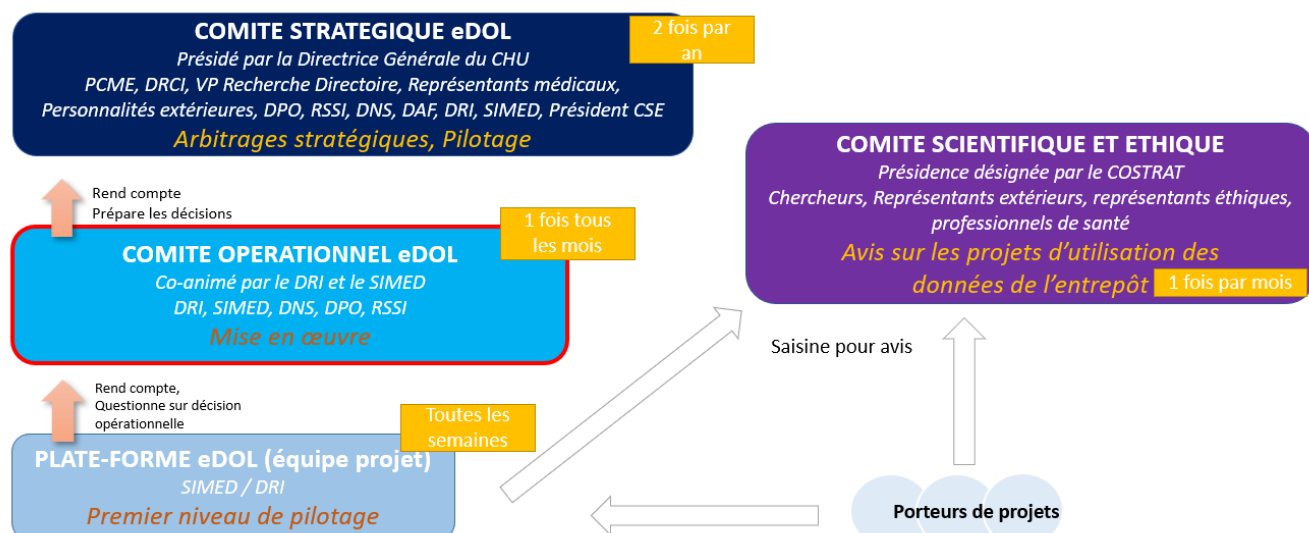 COMITE STRATEGIQUE eDOL
2 fois par
an
Présidé par la Directrice Générale du CHU
PCME, DRCI, VP Recherche Directoire, Représentants médicaux,
Personnalités extérieures, DPO, RSSI, DNS, DAF, DRI, SIMED, Président CSE
Arbitrages stratégiques, Pilotage
Rend compte
Prépare les décisions
COMITE OPERATIONNEL eDOL
1 fois tous
les mois
Co-animé par le DRI et le SIMED
DRI, SIMED, DNS, DPO, RSSI
Mise en œuvre
Rend compte,
Questionne sur décision
opérationnelle
PLATE-FORME eDOL (équipe projet)
Toutes les
semaines
SIMED / DRI
Premier niveau de pilotage
COMITE SCIENTIFIQUE ET ETHIQUE
Présidence désignée par le COSTRAT
Chercheurs, Représentants extérieurs, représentants éthiques,
professionnels de santé
Avis sur les projets d'utilisation des
données de l'entrepôt
1 fois par mois
Saisine pour avis
Porteurs de projets